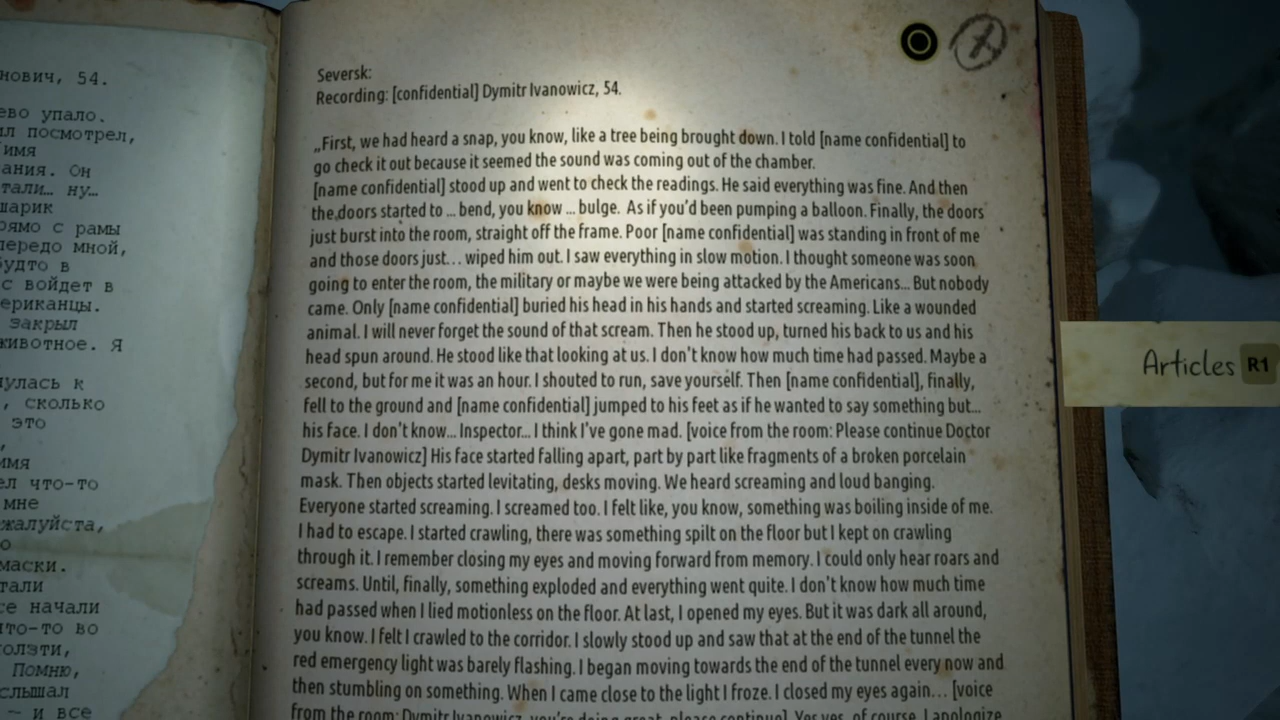 нович, 54.
ево упало.
ил посмотрел,
имя
ания. Он
тали… ну…
шарик
рямо с рамы
передо мной,
будто в
с войдет в
ериканцы.
закрыл
животное. Я
нулась к
, сколько
это
имя
ел что-то
мне
жалуйста,
о
маски.
тали
се начали
что-то во
ползти,
Помню,
слышал
— и все
Seversk:
Recording: [confidential] Dymitr Ivanowicz, 54.
„First, we had heard a snap, you know, like a tree being brought down. I told [name confidential] to
go check it out because it seemed the sound was coming out of the chamber.
[name confidential] stood up and went to check the readings. He said everything was fine. And then
the doors started to ... bend, you know ... bulge. As if you'd been pumping a balloon. Finally, the doors
just burst into the room, straight off the frame. Poor [name confidential] was standing in front of me
and those doors just... wiped him out. I saw everything in slow motion. I thought someone was soon
going to enter the room, the military or maybe we were being attacked by the Americans... But nobody
came. Only [name confidential] buried his head in his hands and started screaming. Like a wounded
animal. I will never forget the sound of that scream. Then he stood up, turned his back to us and his
head spun around. He stood like that looking at us. I don't know how much time had passed. Maybe a
second, but for me it was an hour. I shouted to run, save yourself. Then [name confidential], finally,
fell to the ground and [name confidential] jumped to his feet as if he wanted to say something but...
his face. I don't know... Inspector... I think I've gone mad. [voice from the room: Please continue Doctor
Dymitr Ivanowicz] His face started falling apart, part by part like fragments of a broken porcelain
mask. Then objects started levitating, desks moving. We heard screaming and loud banging.
Everyone started screaming. I screamed too. I felt like, you know, something was boiling inside of me.
I had to escape. I started crawling, there was something spilt on the floor but I kept on crawling
through it. I remember closing my eyes and moving forward from memory. I could only hear roars and
screams. Until, finally, something exploded and everything went quite. I don't know how much time
had passed when I lied motionless on the floor. At last, I opened my eyes. But it was dark all around,
you know. I felt I crawled to the corridor. I slowly stood up and saw that at the end of the tunnel the
red emergency light was barely flashing. I began moving towards the end of the tunnel every now and
then stumbling on something. When I came close to the light I froze. I closed my eyes again... [voice
from the room: Dymitr Ivanowicz, you're doing great, please continue]. Yes yes, of course. I apologize
Articles R1